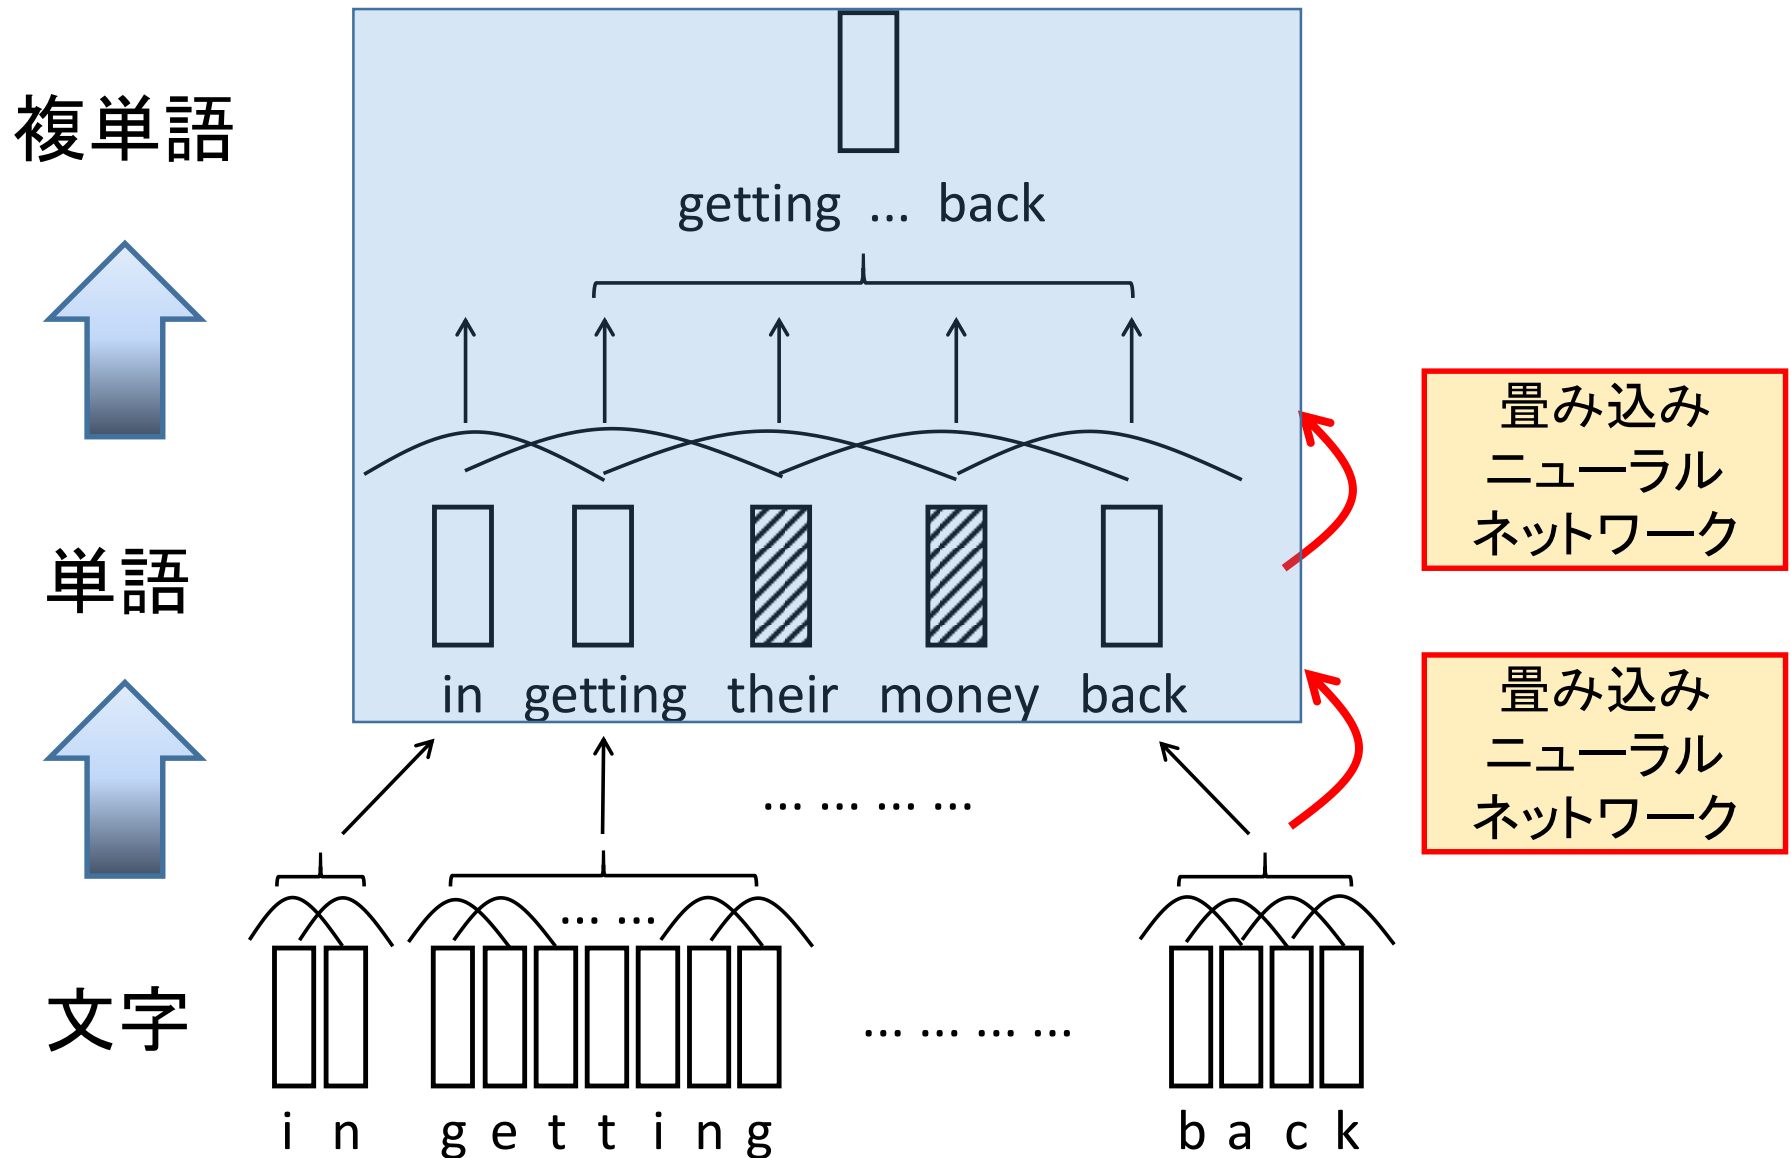 複単語
getting ... back
畳み込み
ニューラル
ネットワーク
単語
in getting their money back
畳み込み
ニューラル
ネットワーク
... ... ... ...
... ...
文字
... ... ... ...
i n g e t t i n g b a c k